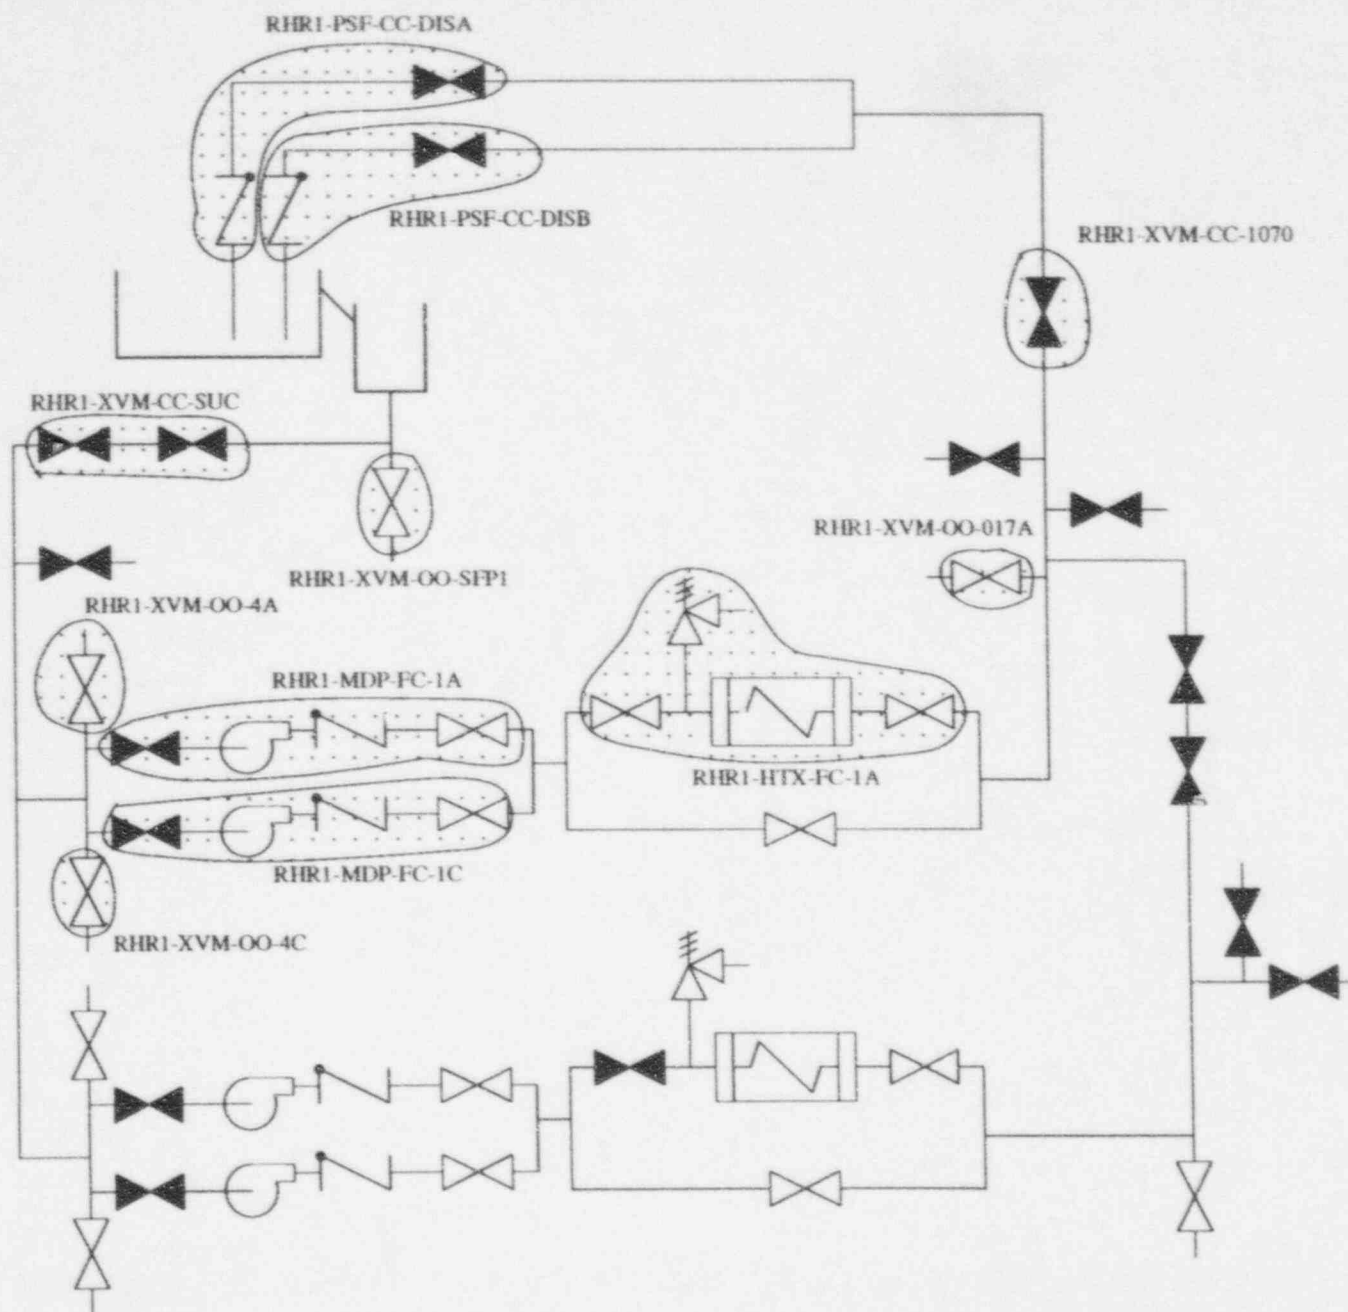 RHR1-PSF-CC-DISA
RHR1-PSF-CC-DISB
RHR1-XVM-CC-1070
RHR1-XVM-CC-SUC
RHR1-XVM-OO-017A
RHR1-XVM-OO-SFP1
RHR1-XVM-OO-4A
RHR1-MDP-FC-1A
RHR1-HTX-FC-1A
RHR1-MDP-FC-1C
RHR1-XVM-OO-4C